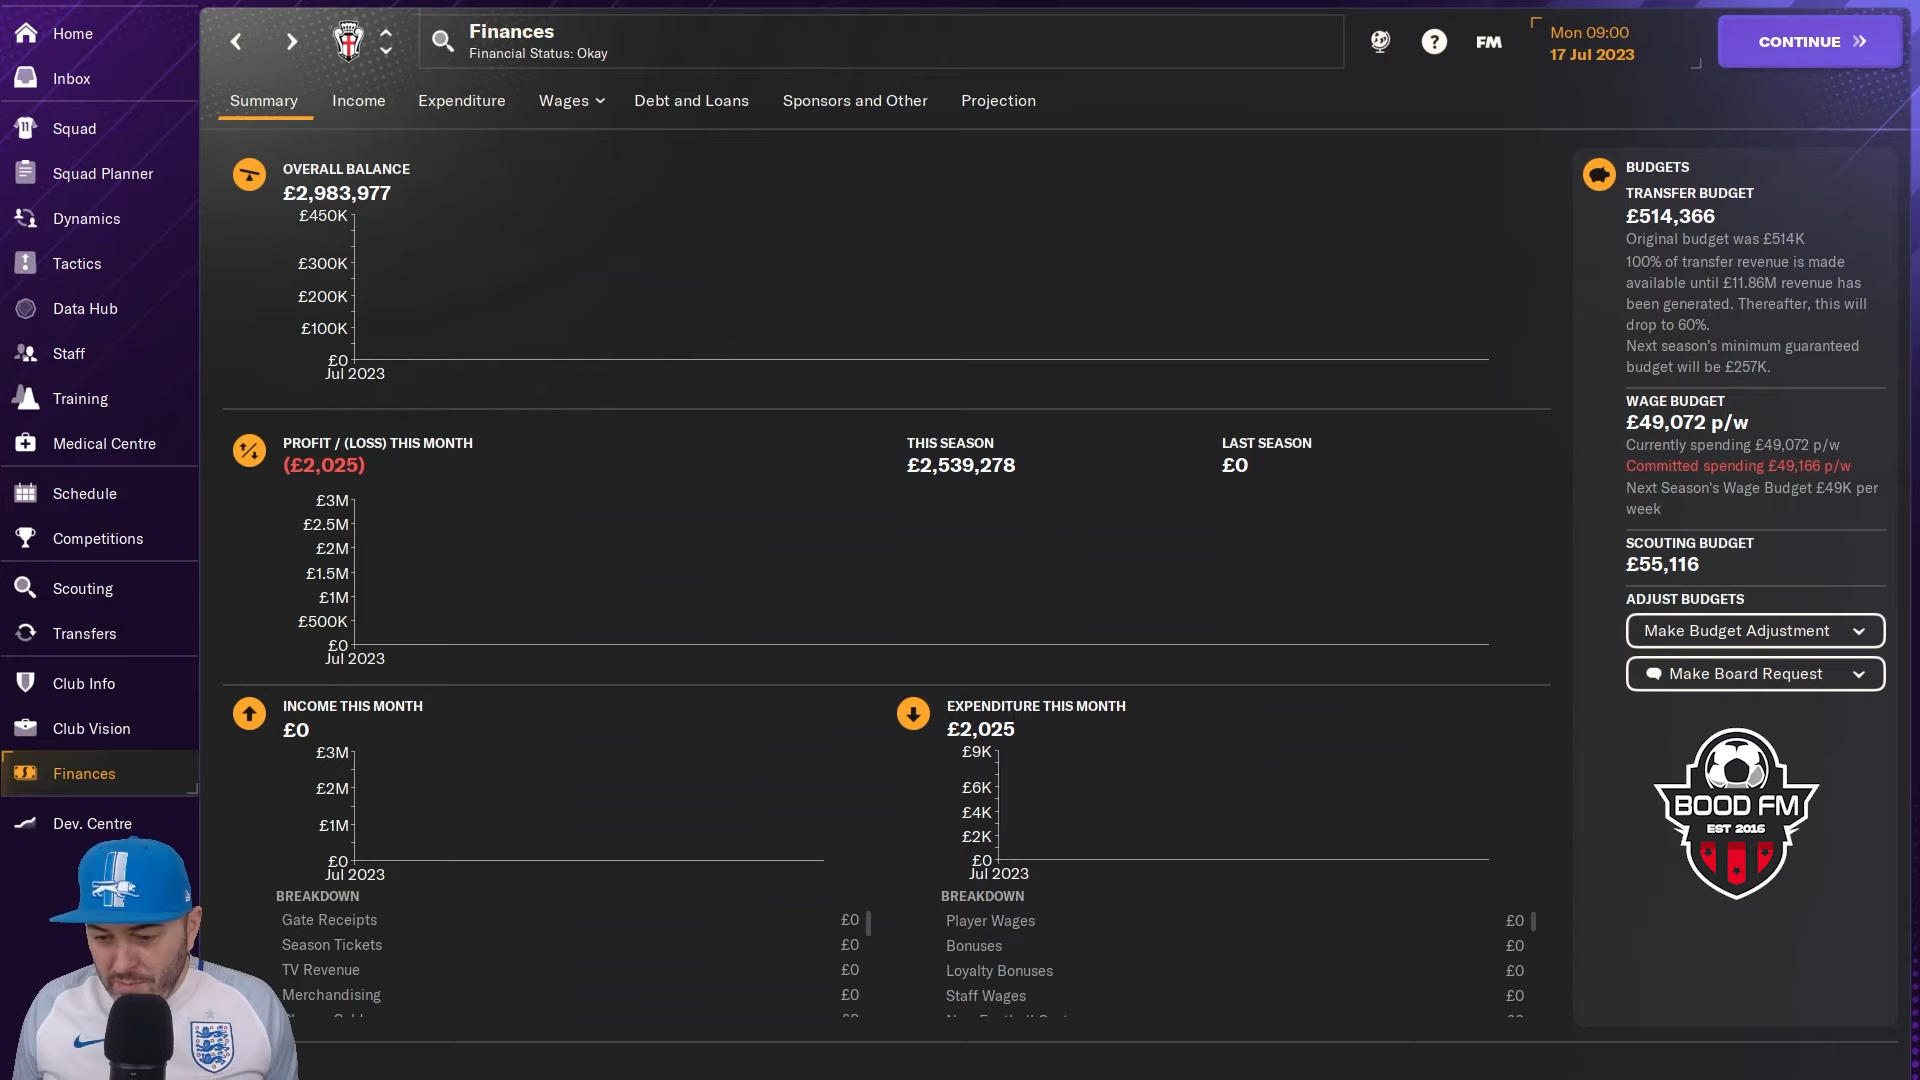 Home
Inbox
Squad
Squad Planner
Dynamics
Tactics
Data Hub
Staff
Training
Medical Centre
Schedule
Competitions
Scouting
Transfers
Club Info
Club Vision
Finances
Dev. Centre
Finances
Financial Status: Okay
?
FM
Mon 09:00
17 Jul 2023
CONTINUE
Summary
Income
Expenditure
Wages
Debt and Loans
Sponsors and Other
Projection
OVERALL BALANCE
£2,983,977
£450K
£300K
£200K
£100K
£0
Jul 2023
PROFIT / (LOSS) THIS MONTH
(£2,025)
THIS SEASON
£2,539,278
LAST SEASON
£0
£3M
£2.5M
£2M
£1.5M
£1M
£500K
£0
Jul 2023
INCOME THIS MONTH
£0
£3M
£2M
£1M
£0
Jul 2023
BREAKDOWN
Gate Receipts £0
Season Tickets £0
TV Revenue £0
Merchandising £0
EXPENDITURE THIS MONTH
£2,025
£9K
£6K
£4K
£2K
£0
Jul 2023
BREAKDOWN
Player Wages £0
Bonuses £0
Loyalty Bonuses £0
Staff Wages £0
BUDGETS
TRANSFER BUDGET
£514,366
Original budget was £514K
100% of transfer revenue is made
available until £11.86M revenue has
been generated. Thereafter, this will
drop to 60%.
Next season's minimum guaranteed
budget will be £257K.
WAGE BUDGET
£49,072 p/w
Currently spending £49,072 p/w
Committed spending £49,166 p/w
Next Season's Wage Budget £49K per
week
SCOUTING BUDGET
£55,116
ADJUST BUDGETS
Make Budget Adjustment
Make Board Request
BOOD FM
EST 2016